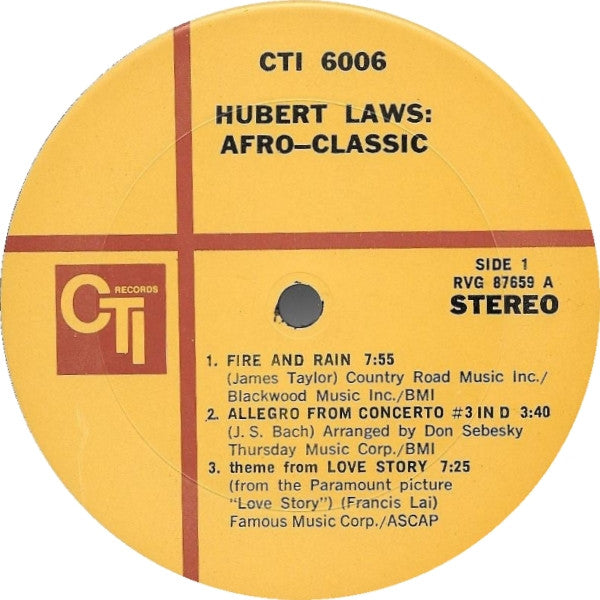 CTI 6006
HUBERT LAWS:
AFRO—CLASSIC
CTI RECORDS
SIDE 1
RVG 87659 A
STEREO
1. FIRE AND RAIN 7:55
(James Taylor) Country Road Music Inc./
Blackwood Music Inc./BMI
2. ALLEGRO FROM CONCERTO #3 IN D 3:40
(J. S. Bach) Arranged by Don Sebesky
Thursday Music Corp./BMI
3. theme from LOVE STORY 7:25
(from the Paramount picture
“Love Story”) (Francis Lai)
Famous Music Corp./ASCAP